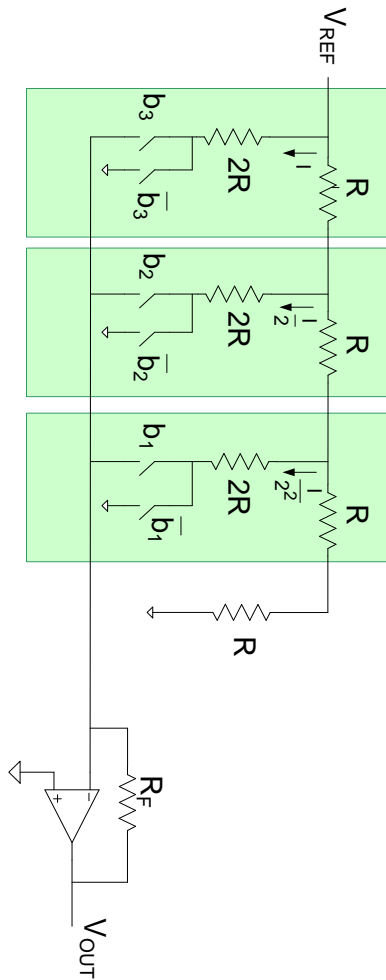 R
R
R
V_REF
I
I/2
I/2²
2R
2R
2R
R
b₃
b̅₃
b₂
b̅₂
b₁
b̅₁
R_F
−
+
V_OUT